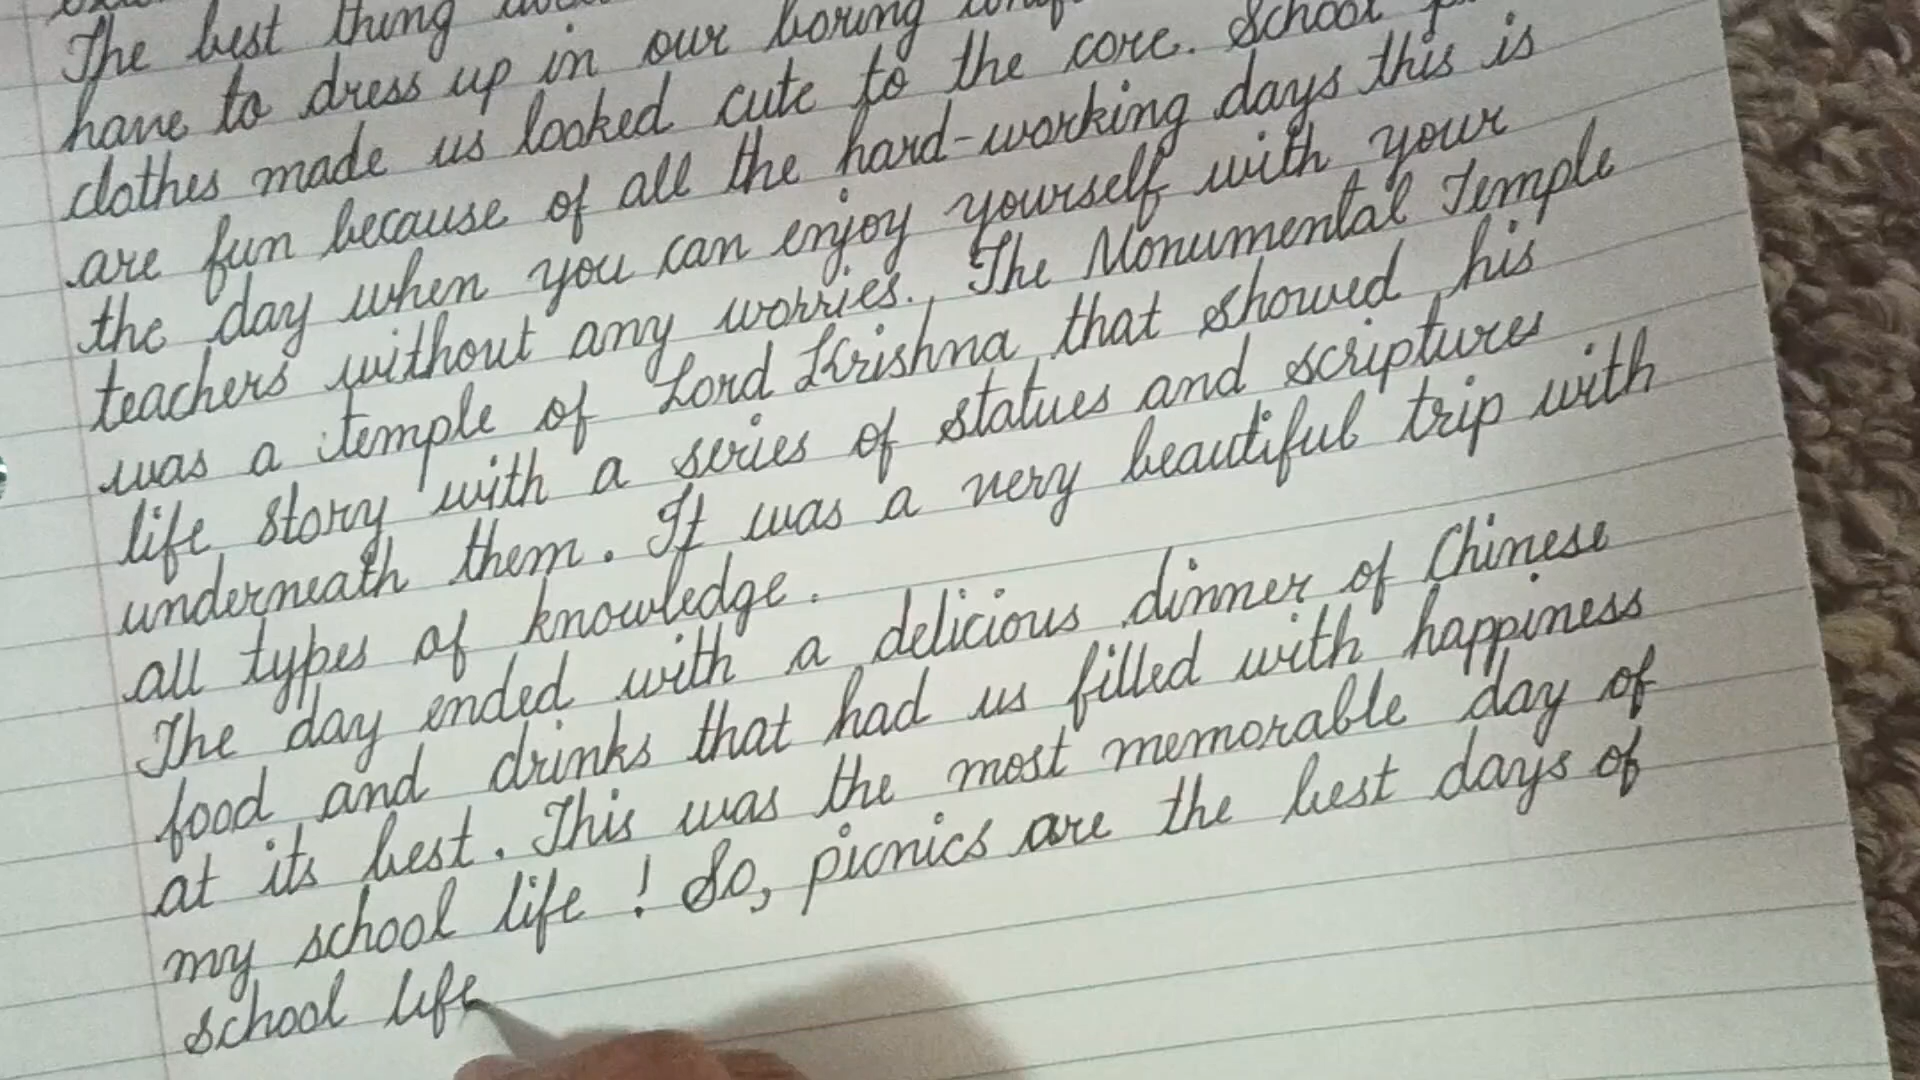 The best thing
have to dress up in our boring
clothes made us looked cute to the core. School
are fun because of all the hard-working days this is
the day when you can enjoy yourself with your
teachers without any worries. The Monumental Temple
was a temple of Lord Krishna that showed his
life story with a series of statues and scriptures
underneath them. It was a very beautiful trip with
all types of knowledge.
The day ended with a delicious dinner of Chinese
food and drinks that had us filled with happiness
at its best. This was the most memorable day of
my school life! So, picnics are the best days of
school life